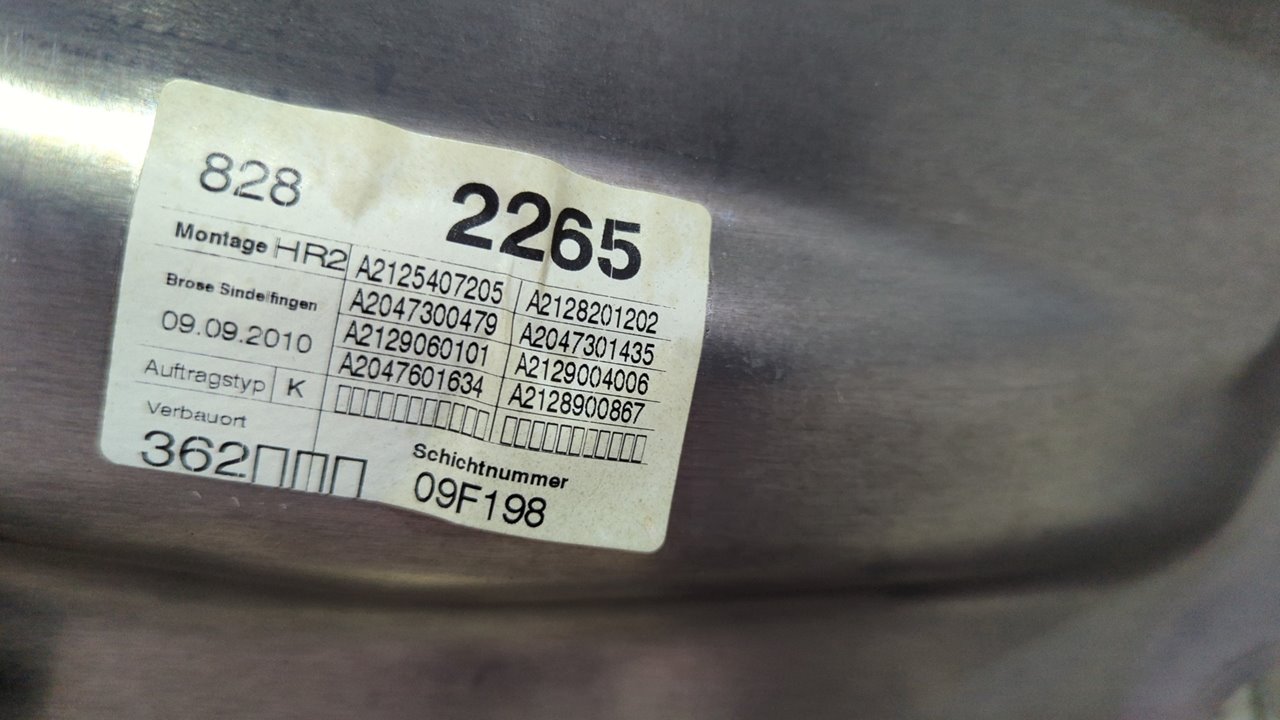 828 2265
Montage HR2
Brose Sindelfingen
09.09.2010
Auftragstyp K
Verbauort
362▯▯▯
A2125407205 A2128201202
A2047300479 A2047301435
A2129060101 A2129004006
A2047601634 A2128900867
▯▯▯▯▯▯▯▯▯▯▯ ▯▯▯▯▯▯▯▯▯▯▯
Schichtnummer
09F198